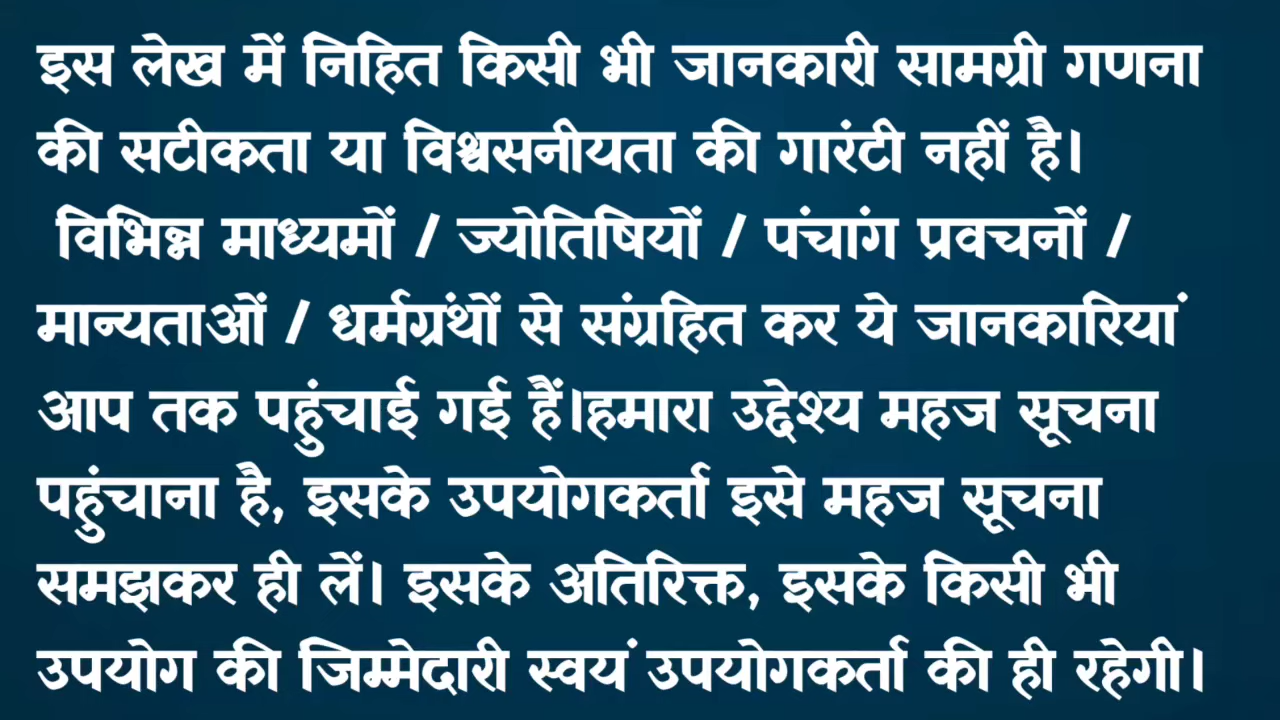 इस लेख में निहित किसी भी जानकारी सामग्री गणना
की सटीकता या विश्वसनीयता की गारंटी नहीं है।
विभिन्न माध्यमों / ज्योतिषियों / पंचांग प्रवचनों /
मान्यताओं / धर्मग्रंथों से संग्रहित कर ये जानकारियां
आप तक पहुंचाई गई हैं।हमारा उद्देश्य महज सूचना
पहुंचाना है, इसके उपयोगकर्ता इसे महज सूचना
समझकर ही लें। इसके अतिरिक्त, इसके किसी भी
उपयोग की जिम्मेदारी स्वयं उपयोगकर्ता की ही रहेगी।